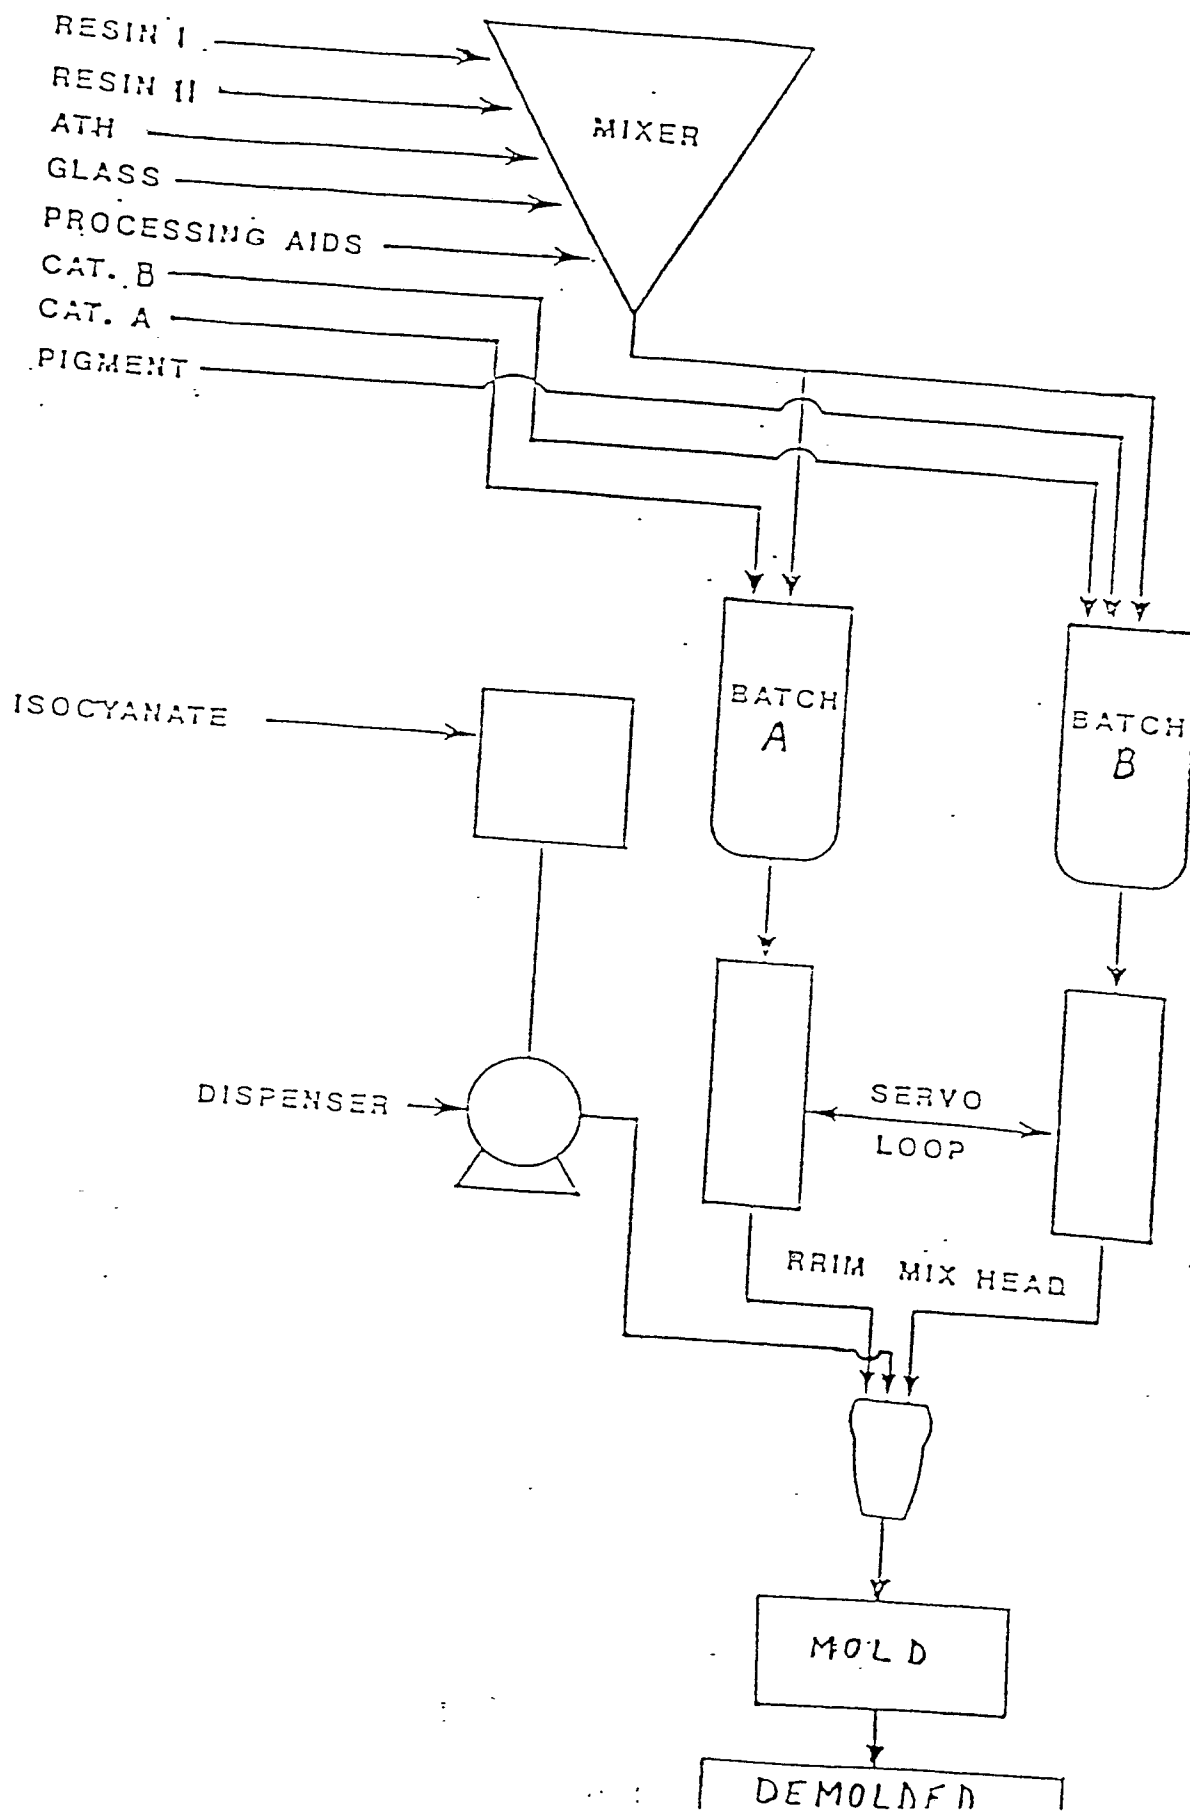 RESIN I
RESIN II
ATH
GLASS
PROCESSING AIDS
CAT. B
CAT. A
PIGMENT
MIXER
ISOCYANATE
BATCH
A
BATCH
B
DISPENSER
SERVO
LOOP
RRIM MIX HEAD
MOLD
DEMOLDED